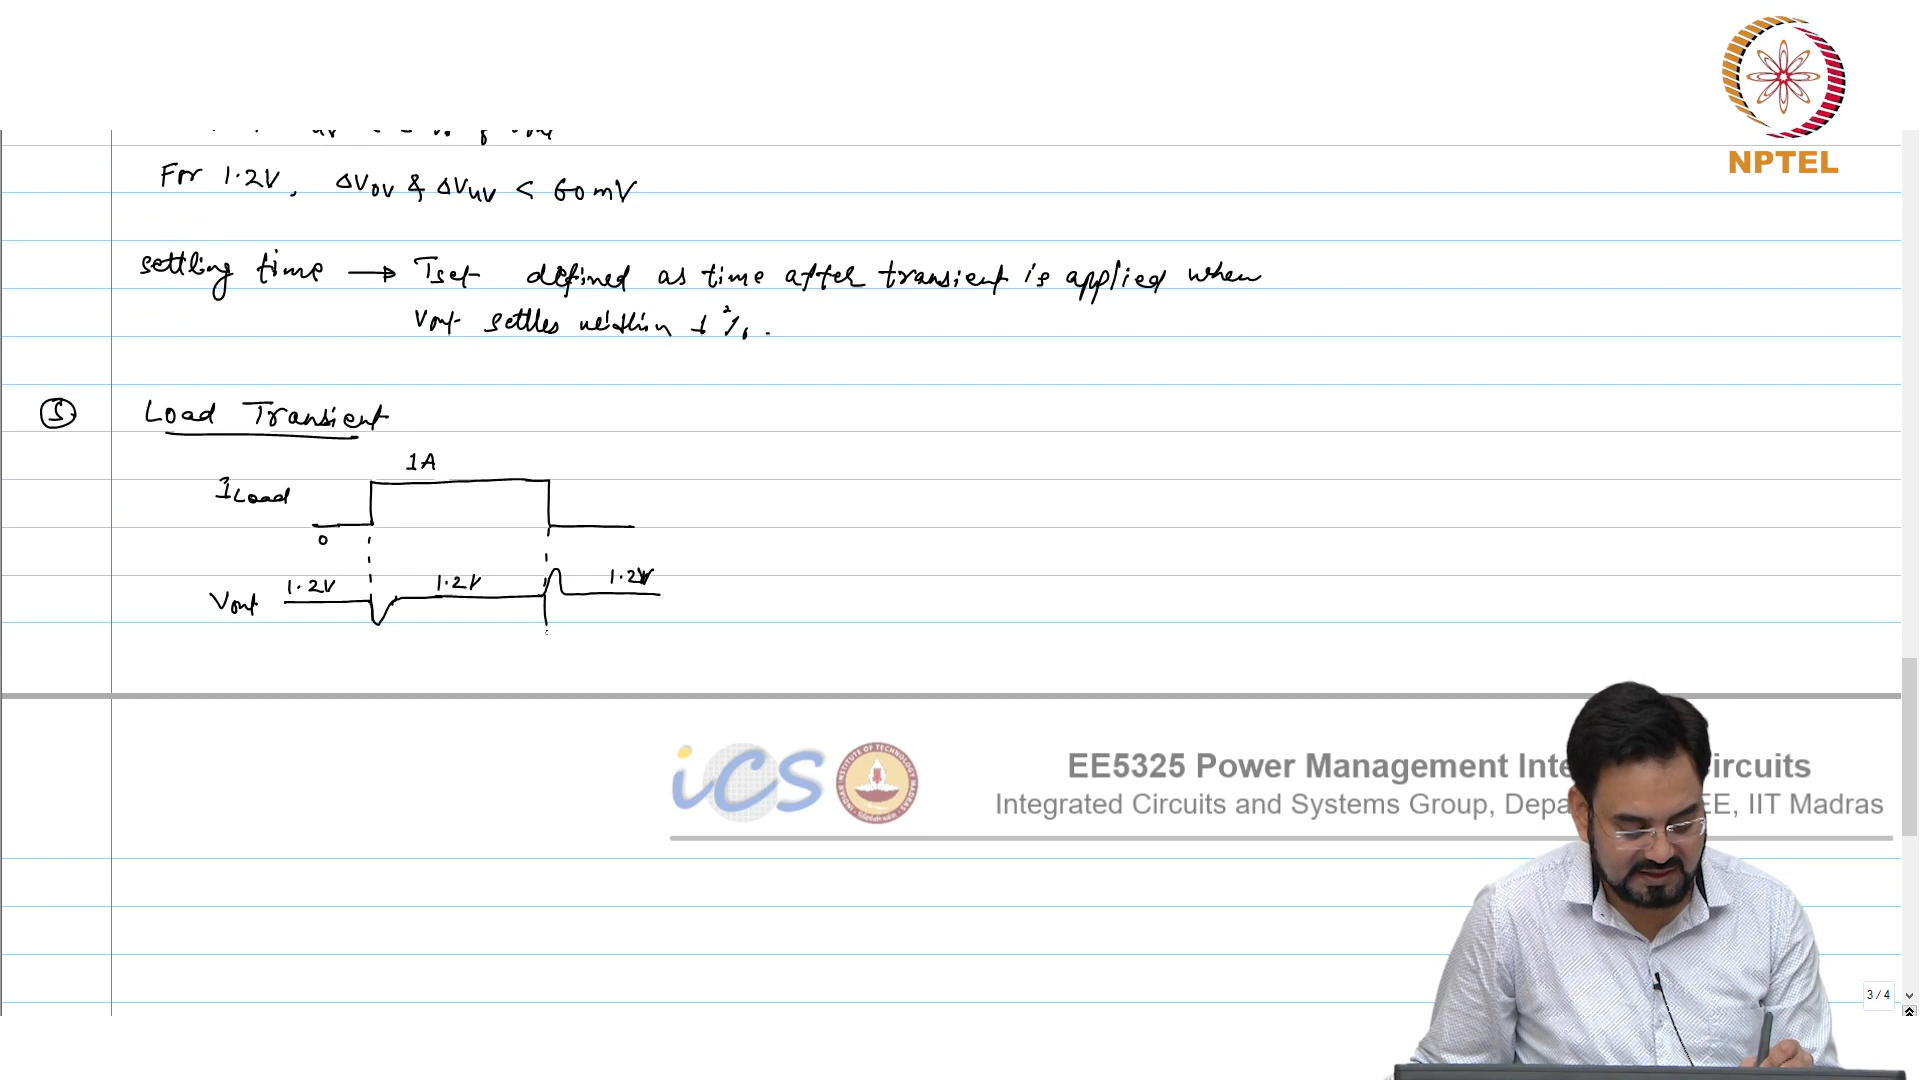 NPTEL
For 1.2V, ΔVov & ΔVuv < 60mV
settling time → Tset defined as time after transient is applied when
Vout settles within 1%.
5 Load Transient
1A
ILoad
0
1.2V 1.2V 1.2V
Vout
ics
EE5325 Power Management Inte ircuits
Integrated Circuits and Systems Group, Depa EE, IIT Madras
3 / 4